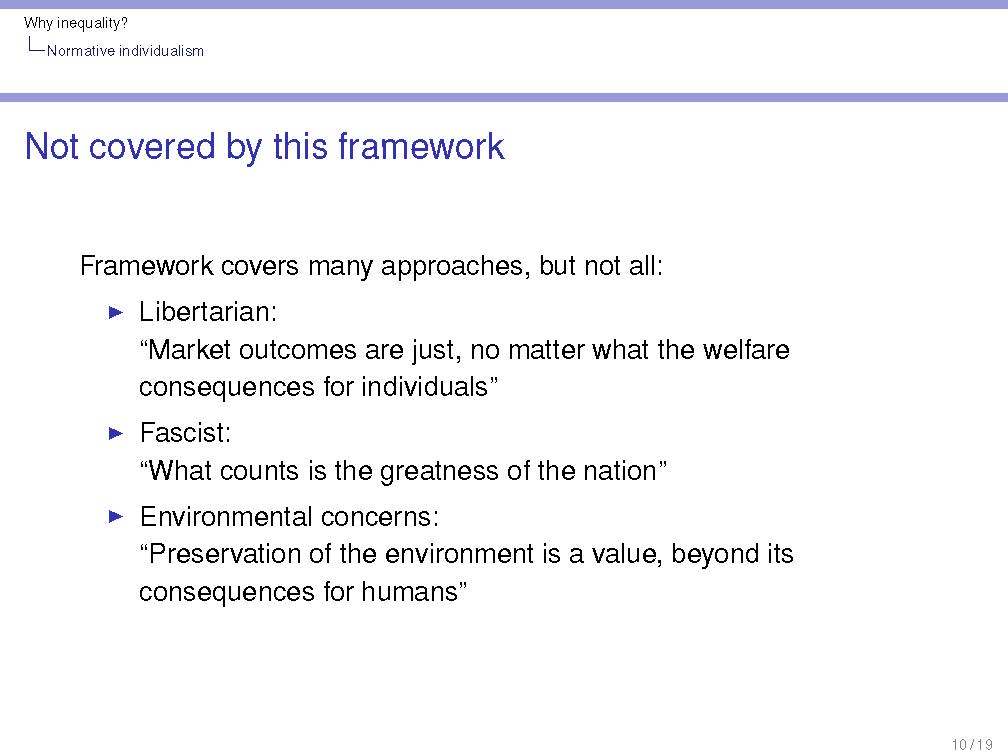 Why inequality?
Normative individualism
Not covered by this framework
Framework covers many approaches, but not all:
Libertarian:
“Market outcomes are just, no matter what the welfare
consequences for individuals”
Fascist:
“What counts is the greatness of the nation”
Environmental concerns:
“Preservation of the environment is a value, beyond its
consequences for humans”
10 / 19